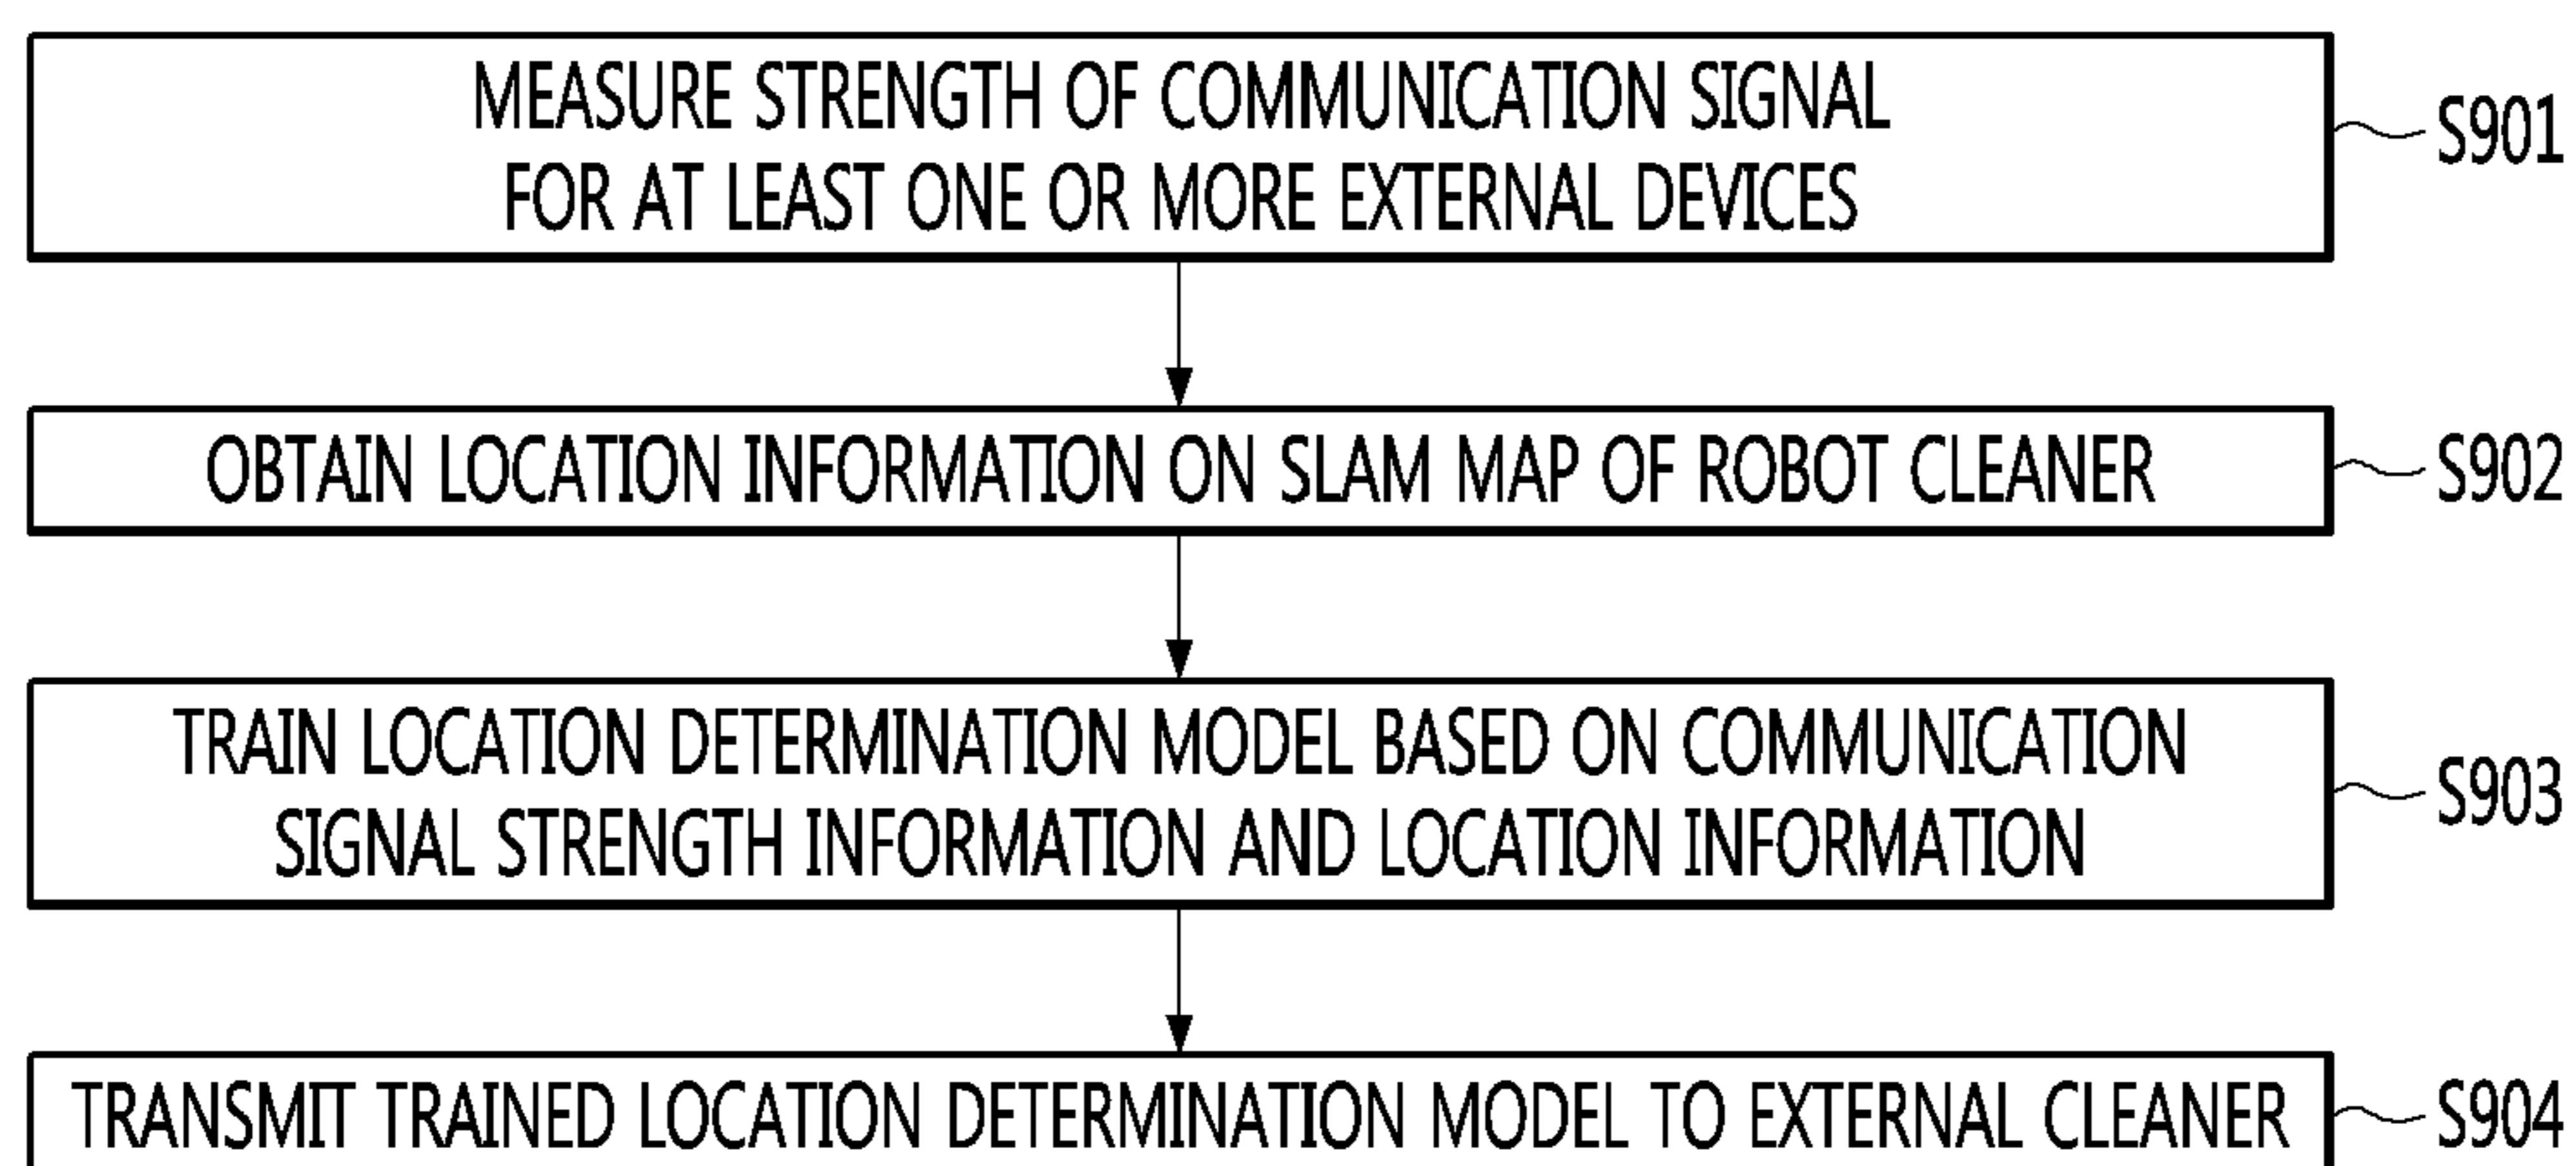 MEASURE STRENGTH OF COMMUNICATION SIGNAL
FOR AT LEAST ONE OR MORE EXTERNAL DEVICES
S901
OBTAIN LOCATION INFORMATION ON SLAM MAP OF ROBOT CLEANER
S902
TRAIN LOCATION DETERMINATION MODEL BASED ON COMMUNICATION
SIGNAL STRENGTH INFORMATION AND LOCATION INFORMATION
S903
TRANSMIT TRAINED LOCATION DETERMINATION MODEL TO EXTERNAL CLEANER
S904